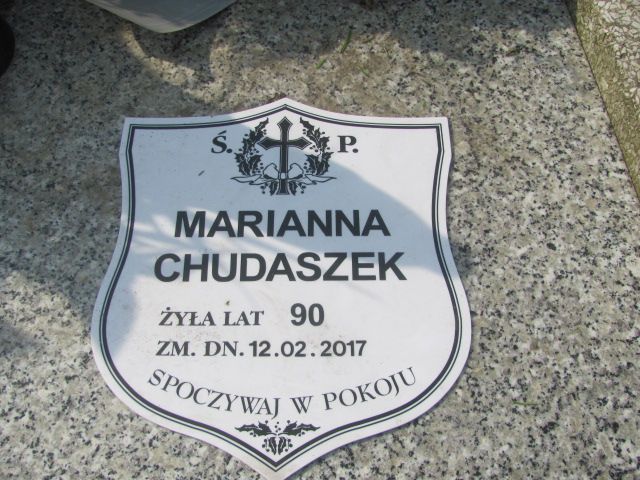 Ś. P.
MARIANNA
CHUDASZEK
ŻYŁA LAT 90
ZM. DN. 12.02.2017
SPOCZYWAJ W POKOJU